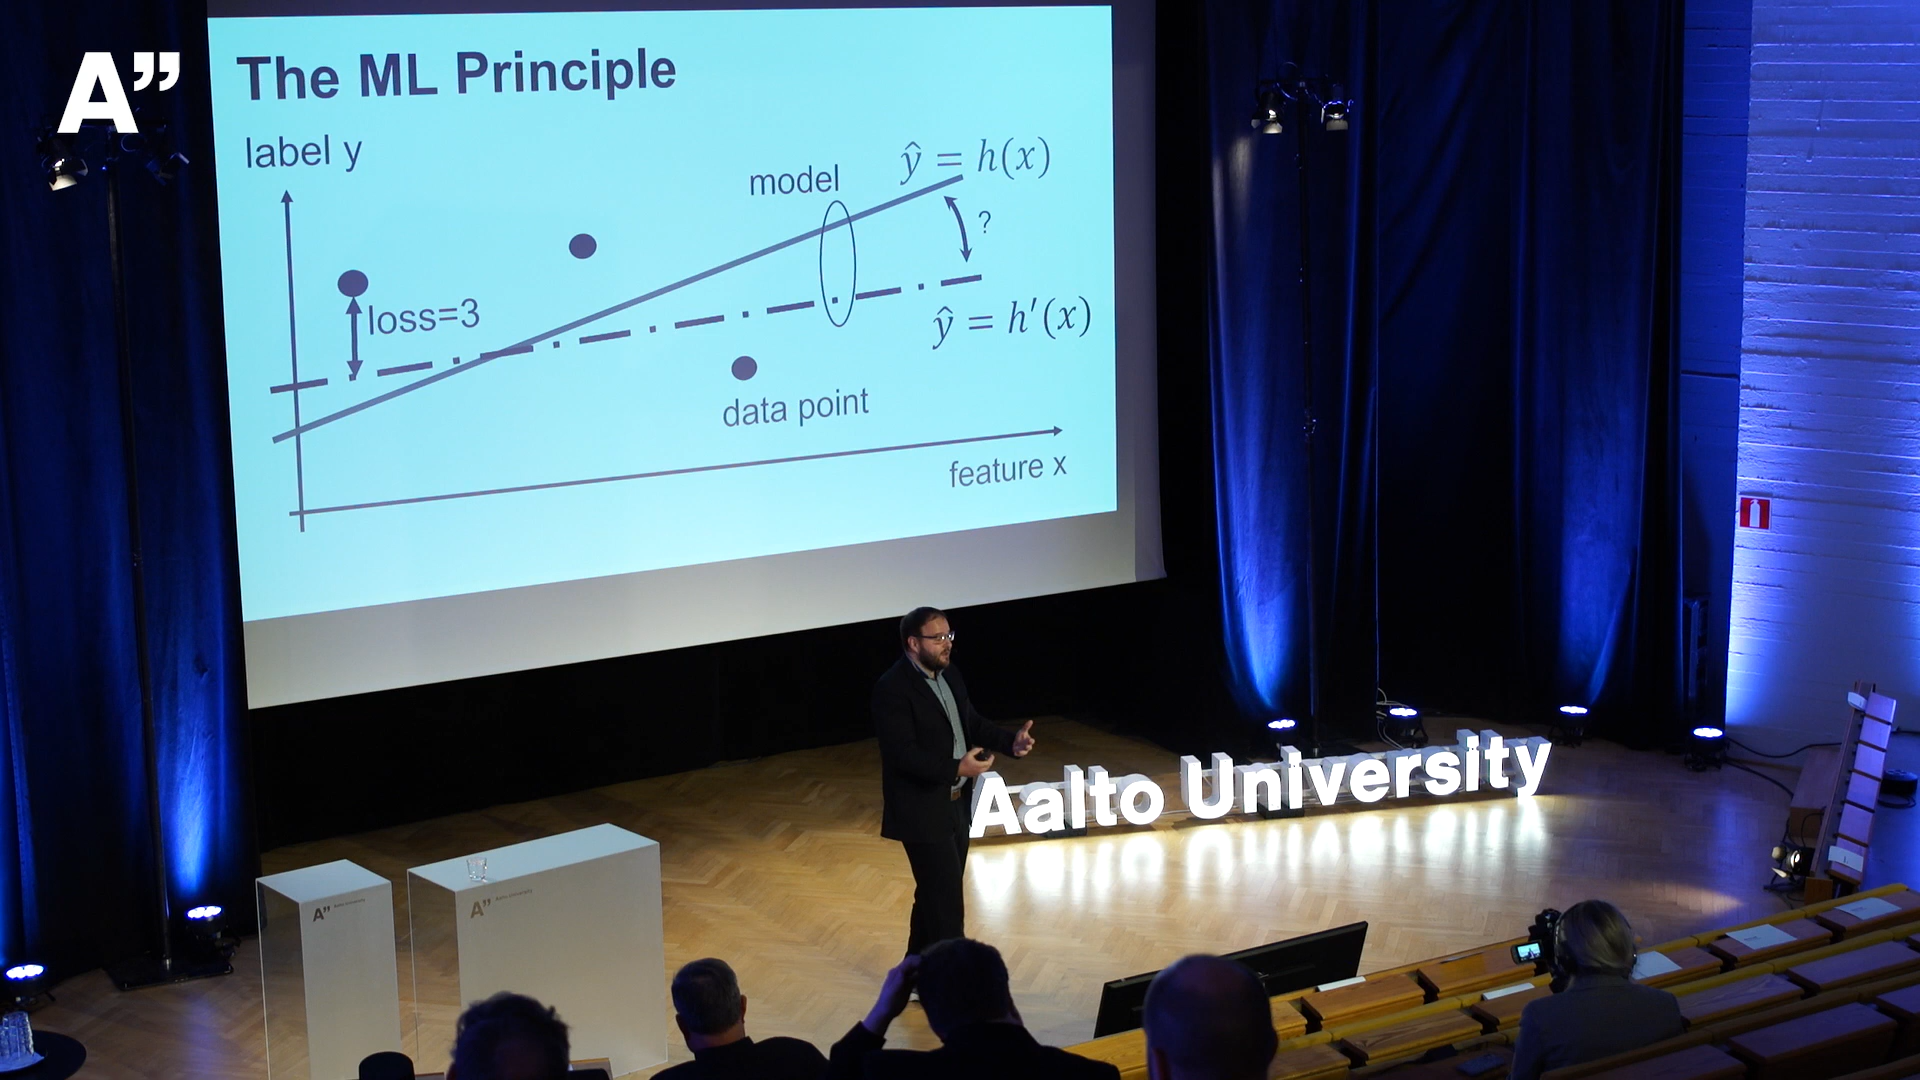 A”
The ML Principle
label y
model
ŷ = h(x)
?
loss=3
ŷ = h′(x)
data point
feature x
Aalto University
A”
A”